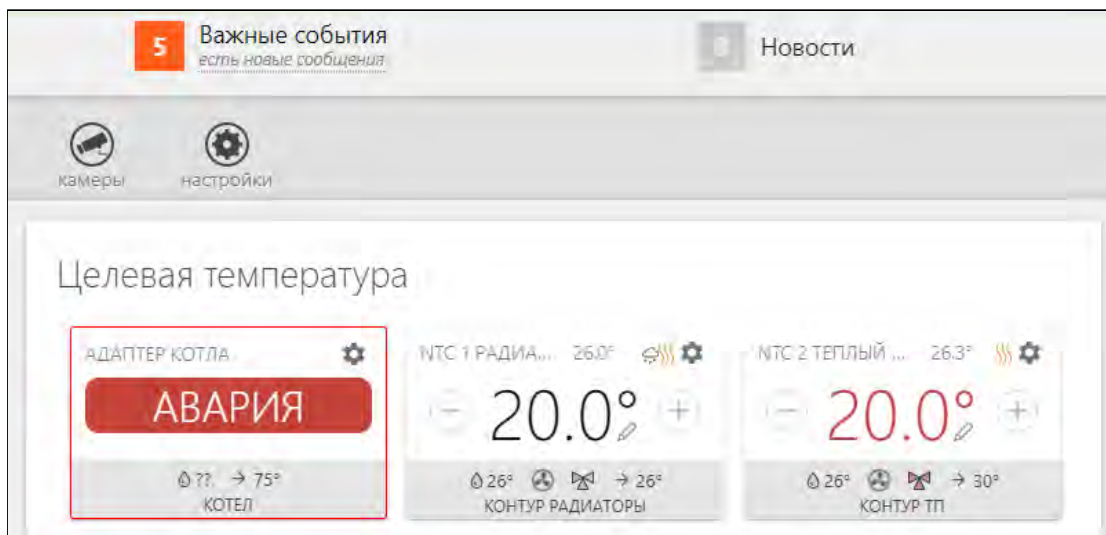 5 Важные события
есть новые сообщения
Новости
камеры настройки
Целевая температура
АДАПТЕР КОТЛА
АВАРИЯ
?? → 75°
КОТЕЛ
NTC 1 РАДИА... 26.0°
− 20.0° +
26° → 26°
КОНТУР РАДИАТОРЫ
NTC 2 ТЕПЛЫЙ ... 26.3°
− 20.0° +
26° → 30°
КОНТУР ТП